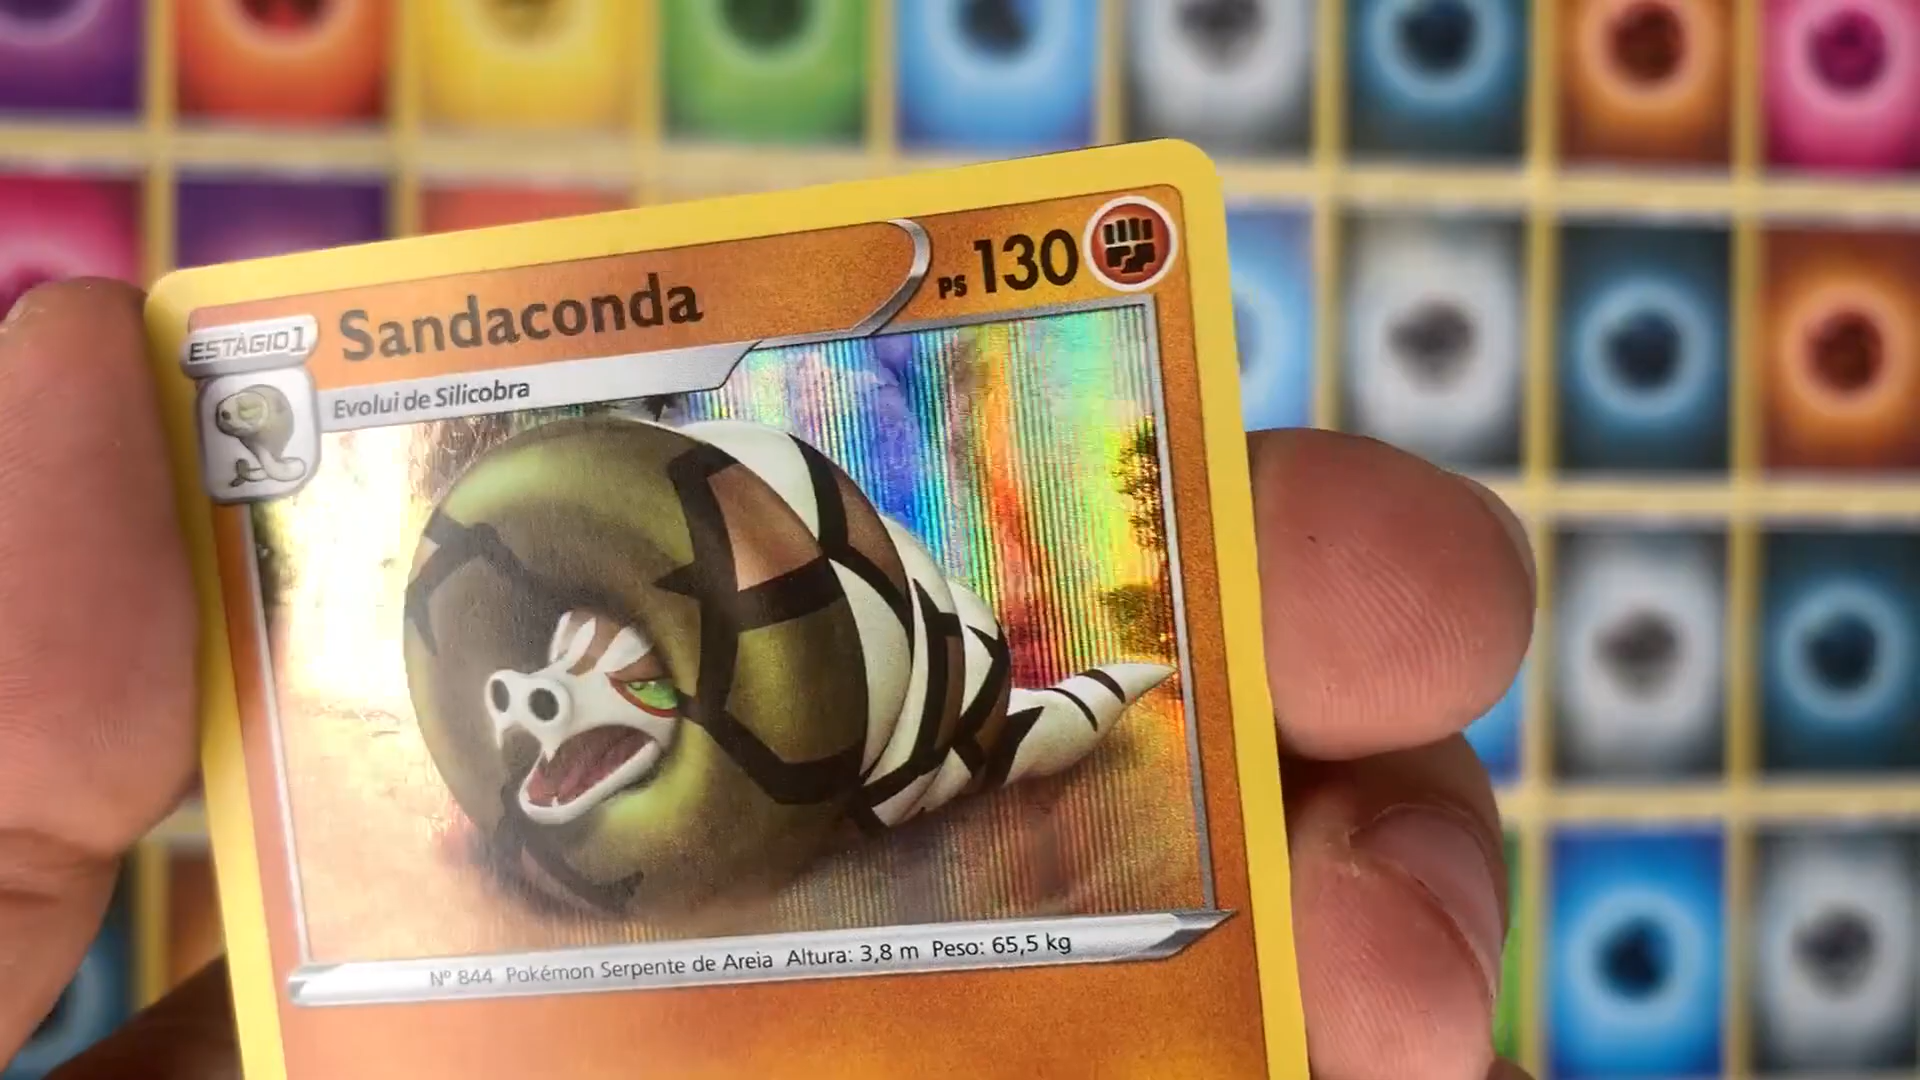 ESTÁGIO 1
Sandaconda
PS 130
Evolui de Silicobra
Nº 844 Pokémon Serpente de Areia Altura: 3,8 m Peso: 65,5 kg